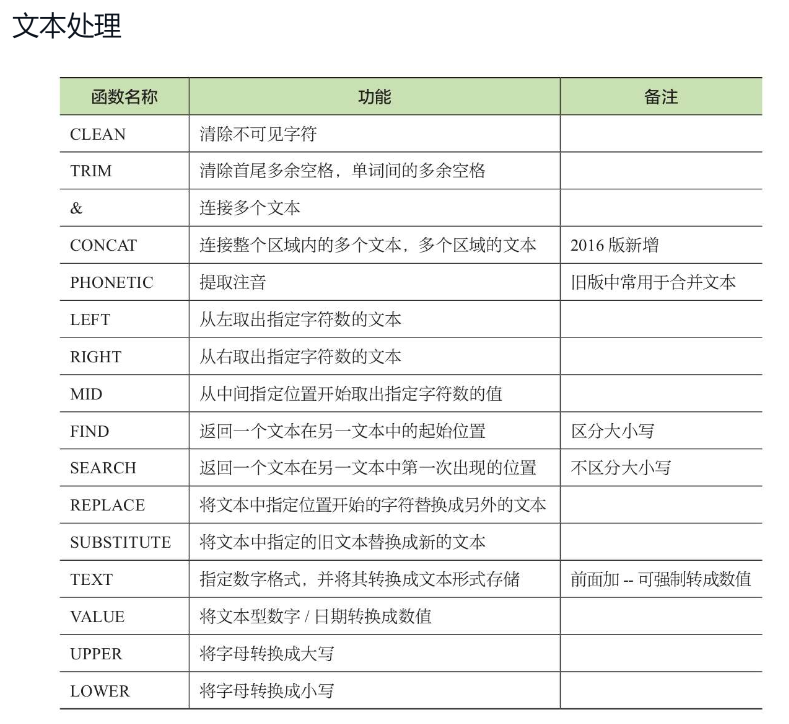 文本处理
函数名称 功能 备注
CLEAN 清除不可见字符
TRIM 清除首尾多余空格，单词间的多余空格
& 连接多个文本
CONCAT 连接整个区域内的多个文本，多个区域的文本 2016 版新增
PHONETIC 提取注音 旧版中常用于合并文本
LEFT 从左取出指定字符数的文本
RIGHT 从右取出指定字符数的文本
MID 从中间指定位置开始取出指定字符数的值
FIND 返回一个文本在另一文本中的起始位置 区分大小写
SEARCH 返回一个文本在另一文本中第一次出现的位置 不区分大小写
REPLACE 将文本中指定位置开始的字符替换成另外的文本
SUBSTITUTE 将文本中指定的旧文本替换成新的文本
TEXT 指定数字格式，并将其转换成文本形式存储 前面加 -- 可强制转成数值
VALUE 将文本型数字 / 日期转换成数值
UPPER 将字母转换成大写
LOWER 将字母转换成小写